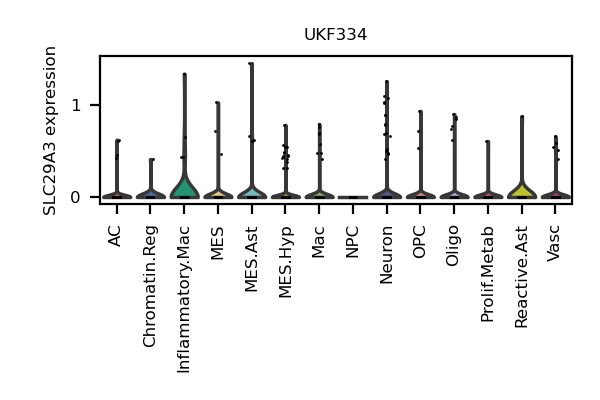 UKF334
SLC29A3 expression
1
0
AC
Chromatin.Reg
Inflammatory.Mac
MES
MES.Ast
MES.Hyp
Mac
NPC
Neuron
OPC
Oligo
Prolif.Metab
Reactive.Ast
Vasc